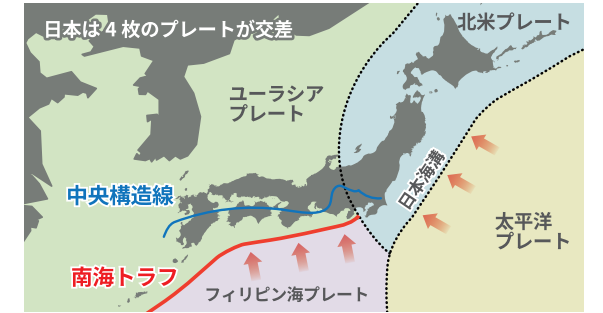 日本は4枚のプレートが交差
北米プレート
ユーラシア
プレート
日本海溝
中央構造線
太平洋
プレート
南海トラフ
フィリピン海プレート